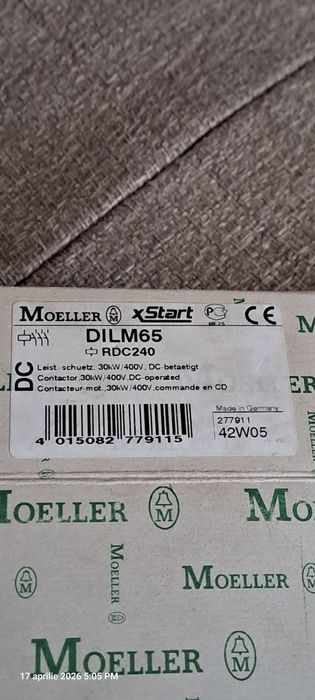 MOELLER xStart CE
DILM65
RDC240
DC
Leist.-schuetz, 30kW/400V, DC-betaetigt
Contactor,30kW/400V,DC-operated
Contacteur-mot.,30kW/400V,commande en CD
Made in Germany
277911
42W05
4 015082 779115
MOELLER
MOELLER
MOELLER
MOELLER
17 aprilie 2026 5:05 PM